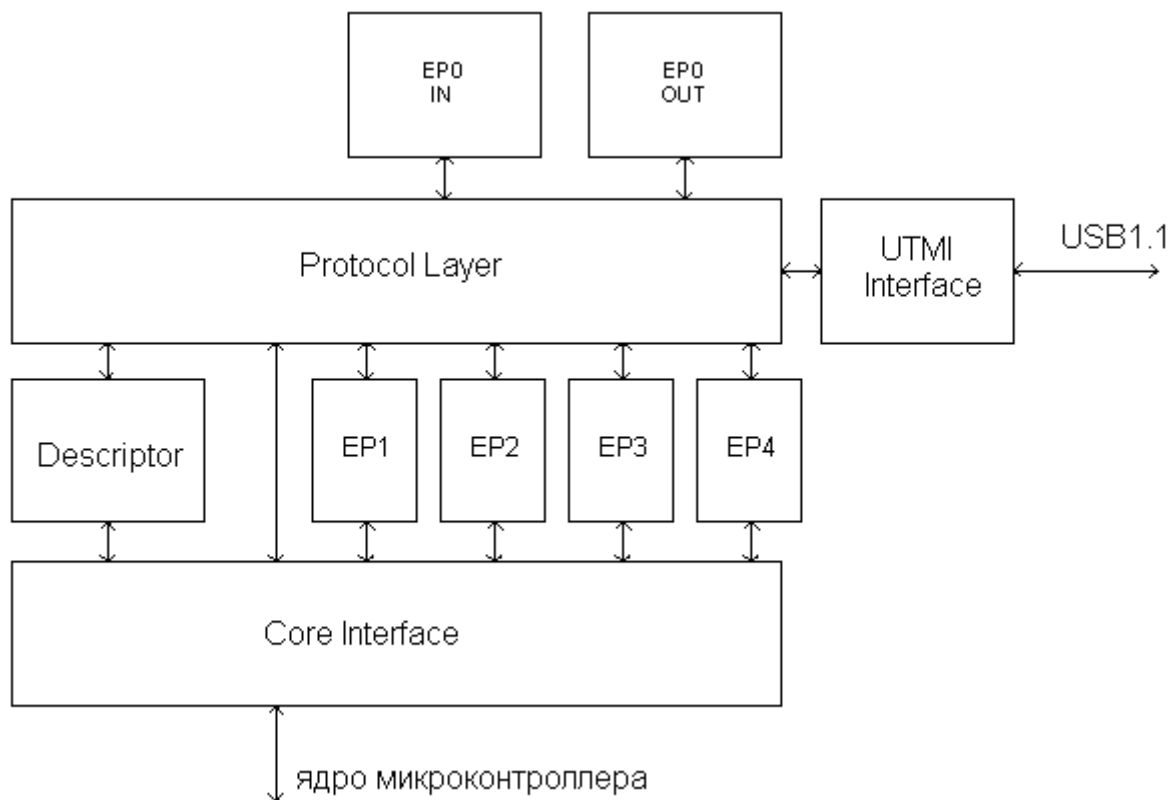 EP0
IN
EP0
OUT
Protocol Layer
UTMI
Interface
USB1.1
Descriptor
EP1
EP2
EP3
EP4
Core Interface
ядро микроконтроллера